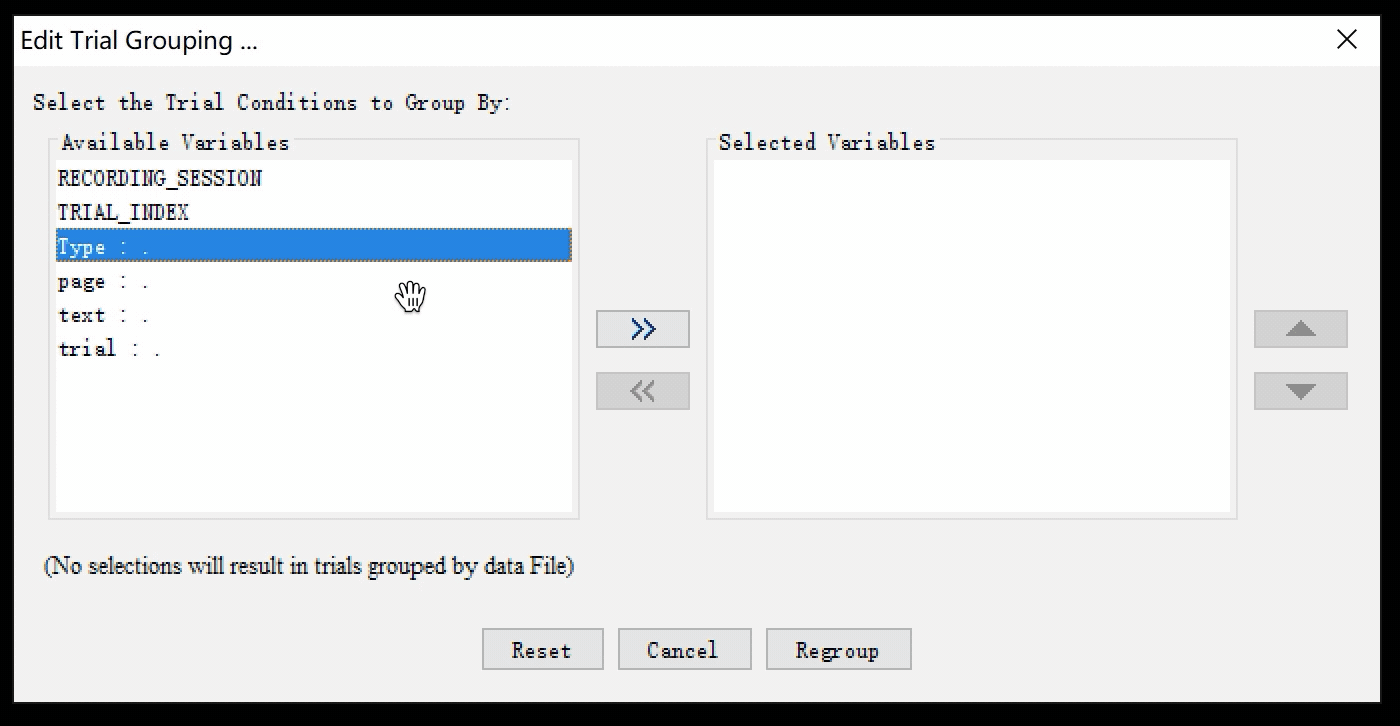 Edit Trial Grouping ...
Select the Trial Conditions to Group By:
Available Variables
RECORDING_SESSION
TRIAL_INDEX
Type : .
page : .
text : .
trial : .
Selected Variables
(No selections will result in trials grouped by data File)
Reset
Cancel
Regroup